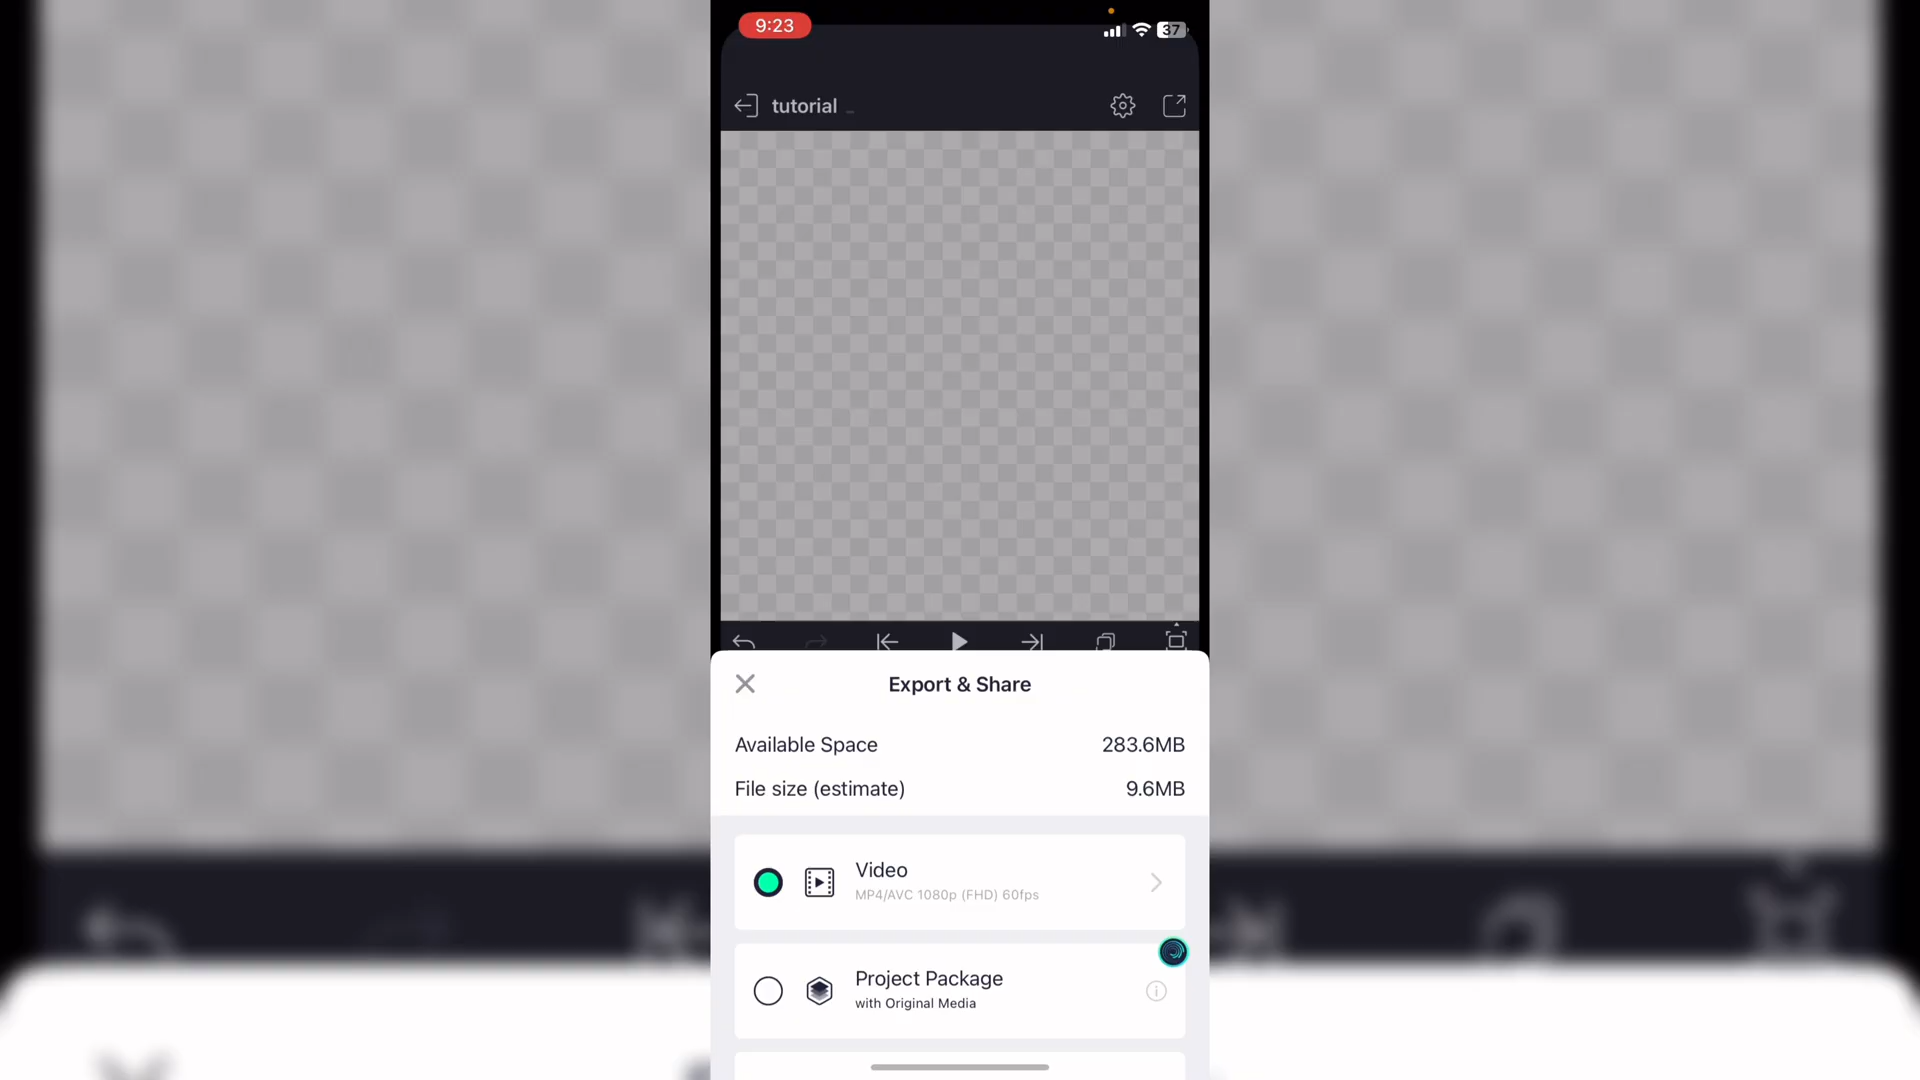 9:23
37
tutorial
Export & Share
Available Space 283.6MB
File size (estimate) 9.6MB
Video
MP4/AVC 1080p (FHD) 60fps
Project Package
with Original Media